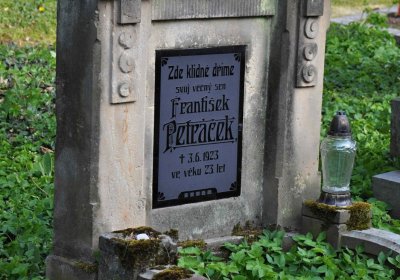 Zde klidně dříme
svůj věčný sen
František
Petráček
† 3.6.1923
ve věku 23 let